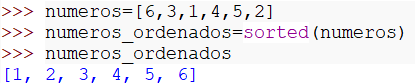 >>> numeros=[6,3,1,4,5,2]
>>> numeros_ordenados=sorted(numeros)
>>> numeros_ordenados
[1, 2, 3, 4, 5, 6]